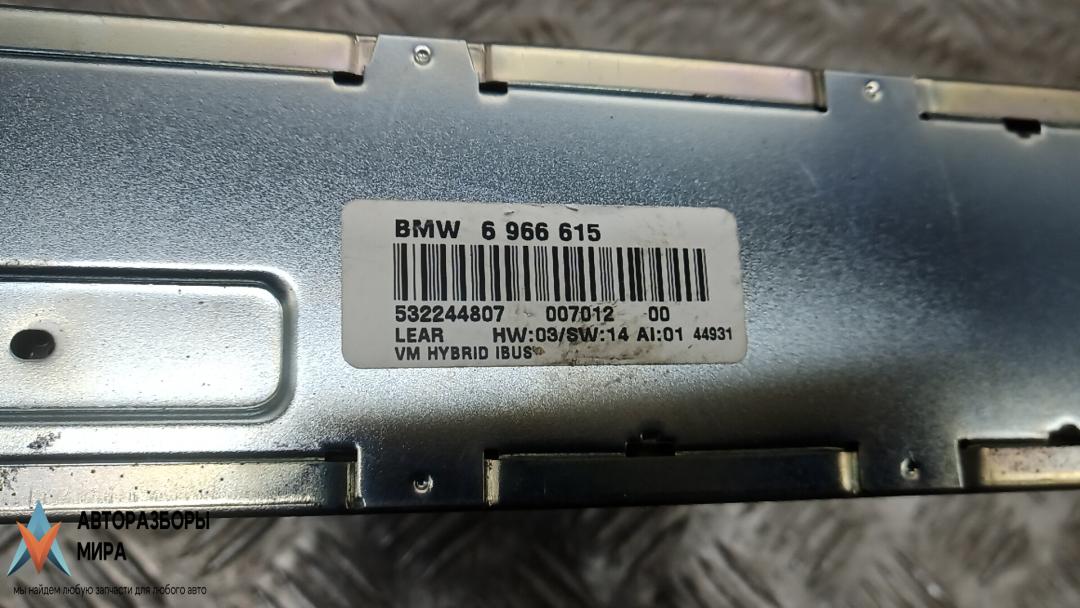 BMW 6 966 615
532244807 007012 00
LEAR HW:03/SW:14 AI:01 44931
VM HYBRID IBUS
АВТОРАЗБОРЫ
МИРА
мы найдем любую запчасти для любого авто